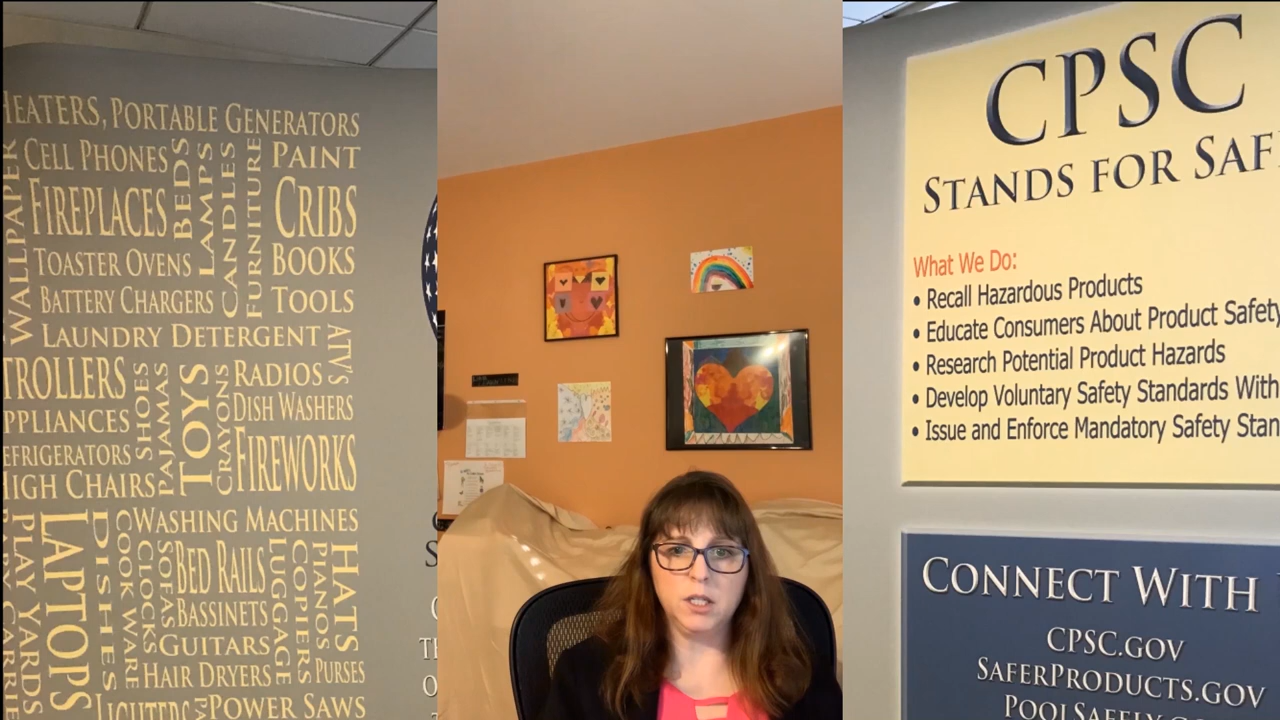 HEATERS, PORTABLE GENERATORS
WALLPAPER
CELL PHONES
BEDS
LAMPS
CANDLES
FURNITURE
PAINT
FIREPLACES
CRIBS
TOASTER OVENS
BOOKS
BATTERY CHARGERS
TOOLS
LAUNDRY DETERGENT
ATV'S
TROLLERS
SHOES
PAJAMAS
TOYS
CRAYONS
RADIOS
PPLIANCES
DISH WASHERS
EFRIGERATORS
FIREWORKS
HIGH CHAIRS
PLAY YARDS
LAPTOPS
DISHES
COOK WARE
CLOCKS
SOFAS
WASHING MACHINES
BED RAILS
LUGGAGE
COPIERS
PIANOS
HATS
BASSINETS
GUITARS
HAIR DRYERS
PURSES
LIGHTERS
POWER SAWS
CPSC
STANDS FOR SAF
What We Do:
• Recall Hazardous Products
• Educate Consumers About Product Safety
• Research Potential Product Hazards
• Develop Voluntary Safety Standards With
• Issue and Enforce Mandatory Safety Stan
CONNECT WITH
CPSC.GOV
SAFERPRODUCTS.GOV
POOLSAFELY.G